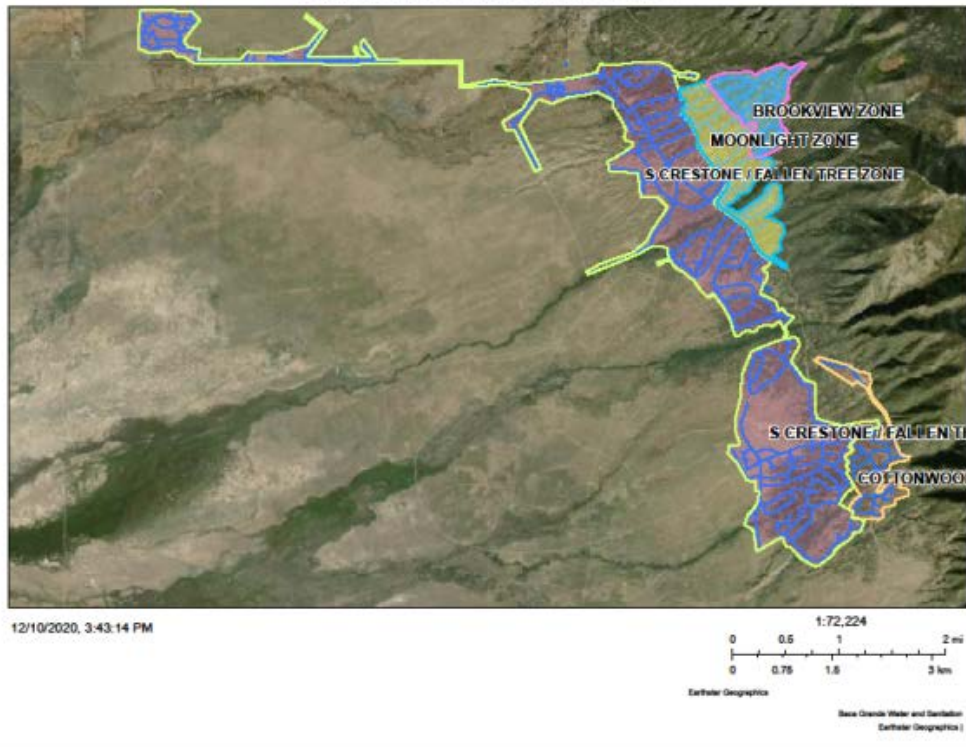 BROOKVIEW ZONE
MOONLIGHT ZONE
S CRESTONE / FALLEN TREE ZONE
S CRESTONE / FALLEN TR
COTTONWOO
12/10/2020, 3:43:14 PM
1:72,224
0 0.5 1 2 mi
0 0.75 1.5 3 km
Earthstar Geographics
Baca Grande Water and Sanitation
Earthstar Geographics |